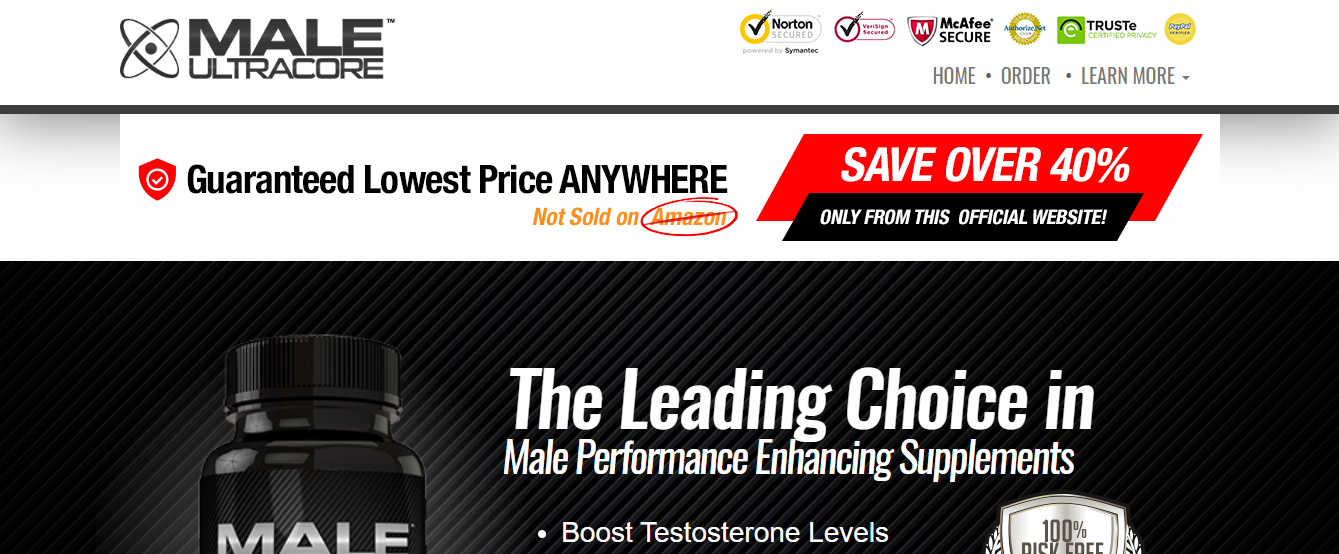 MALE™
ULTRACORE
Norton
SECURED
powered by Symantec
VeriSign
Secured
McAfee®
SECURE
Authorize.Net
TRUSTe
CERTIFIED PRIVACY
PayPal
VERIFIED
HOME • ORDER • LEARN MORE
Guaranteed Lowest Price ANYWHERE
Not Sold on Amazon
SAVE OVER 40%
ONLY FROM THIS OFFICIAL WEBSITE!
The Leading Choice in
Male Performance Enhancing Supplements
• Boost Testosterone Levels
100%
RISK FREE
MALE